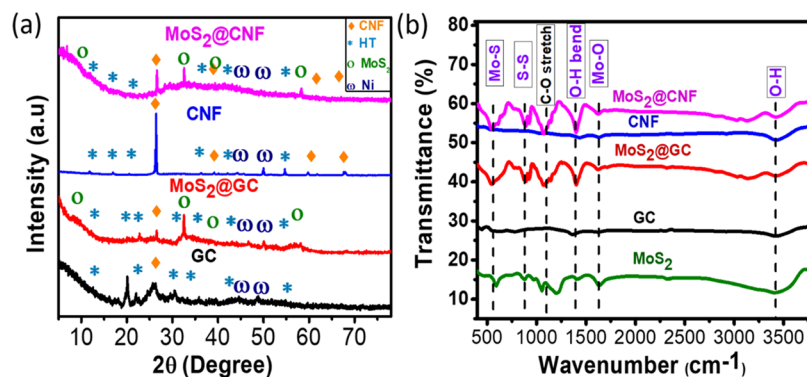 (a)
MoS₂@CNF
CNF
MoS₂@GC
GC
◆ CNF
* HT
o MoS₂
ω Ni
o * * * ◆ o * o ◆ * ω ω * o ◆ ◆
* * * ◆ * ◆ * ω ω * ◆ ◆
o * * * ◆ * o * o * ω ω * o
* * ◆ * * * ω ω *
Intensity (a.u)
10 20 30 40 50 60 70
2θ (Degree)
(b)
Mo-S
S-S
C-O stretch
O-H bend
Mo-O
O-H
MoS₂@CNF
CNF
MoS₂@GC
GC
MoS₂
Transmittance (%)
80
70
60
50
40
30
20
10
500 1000 1500 2000 2500 3000 3500
Wavenumber (cm-1)